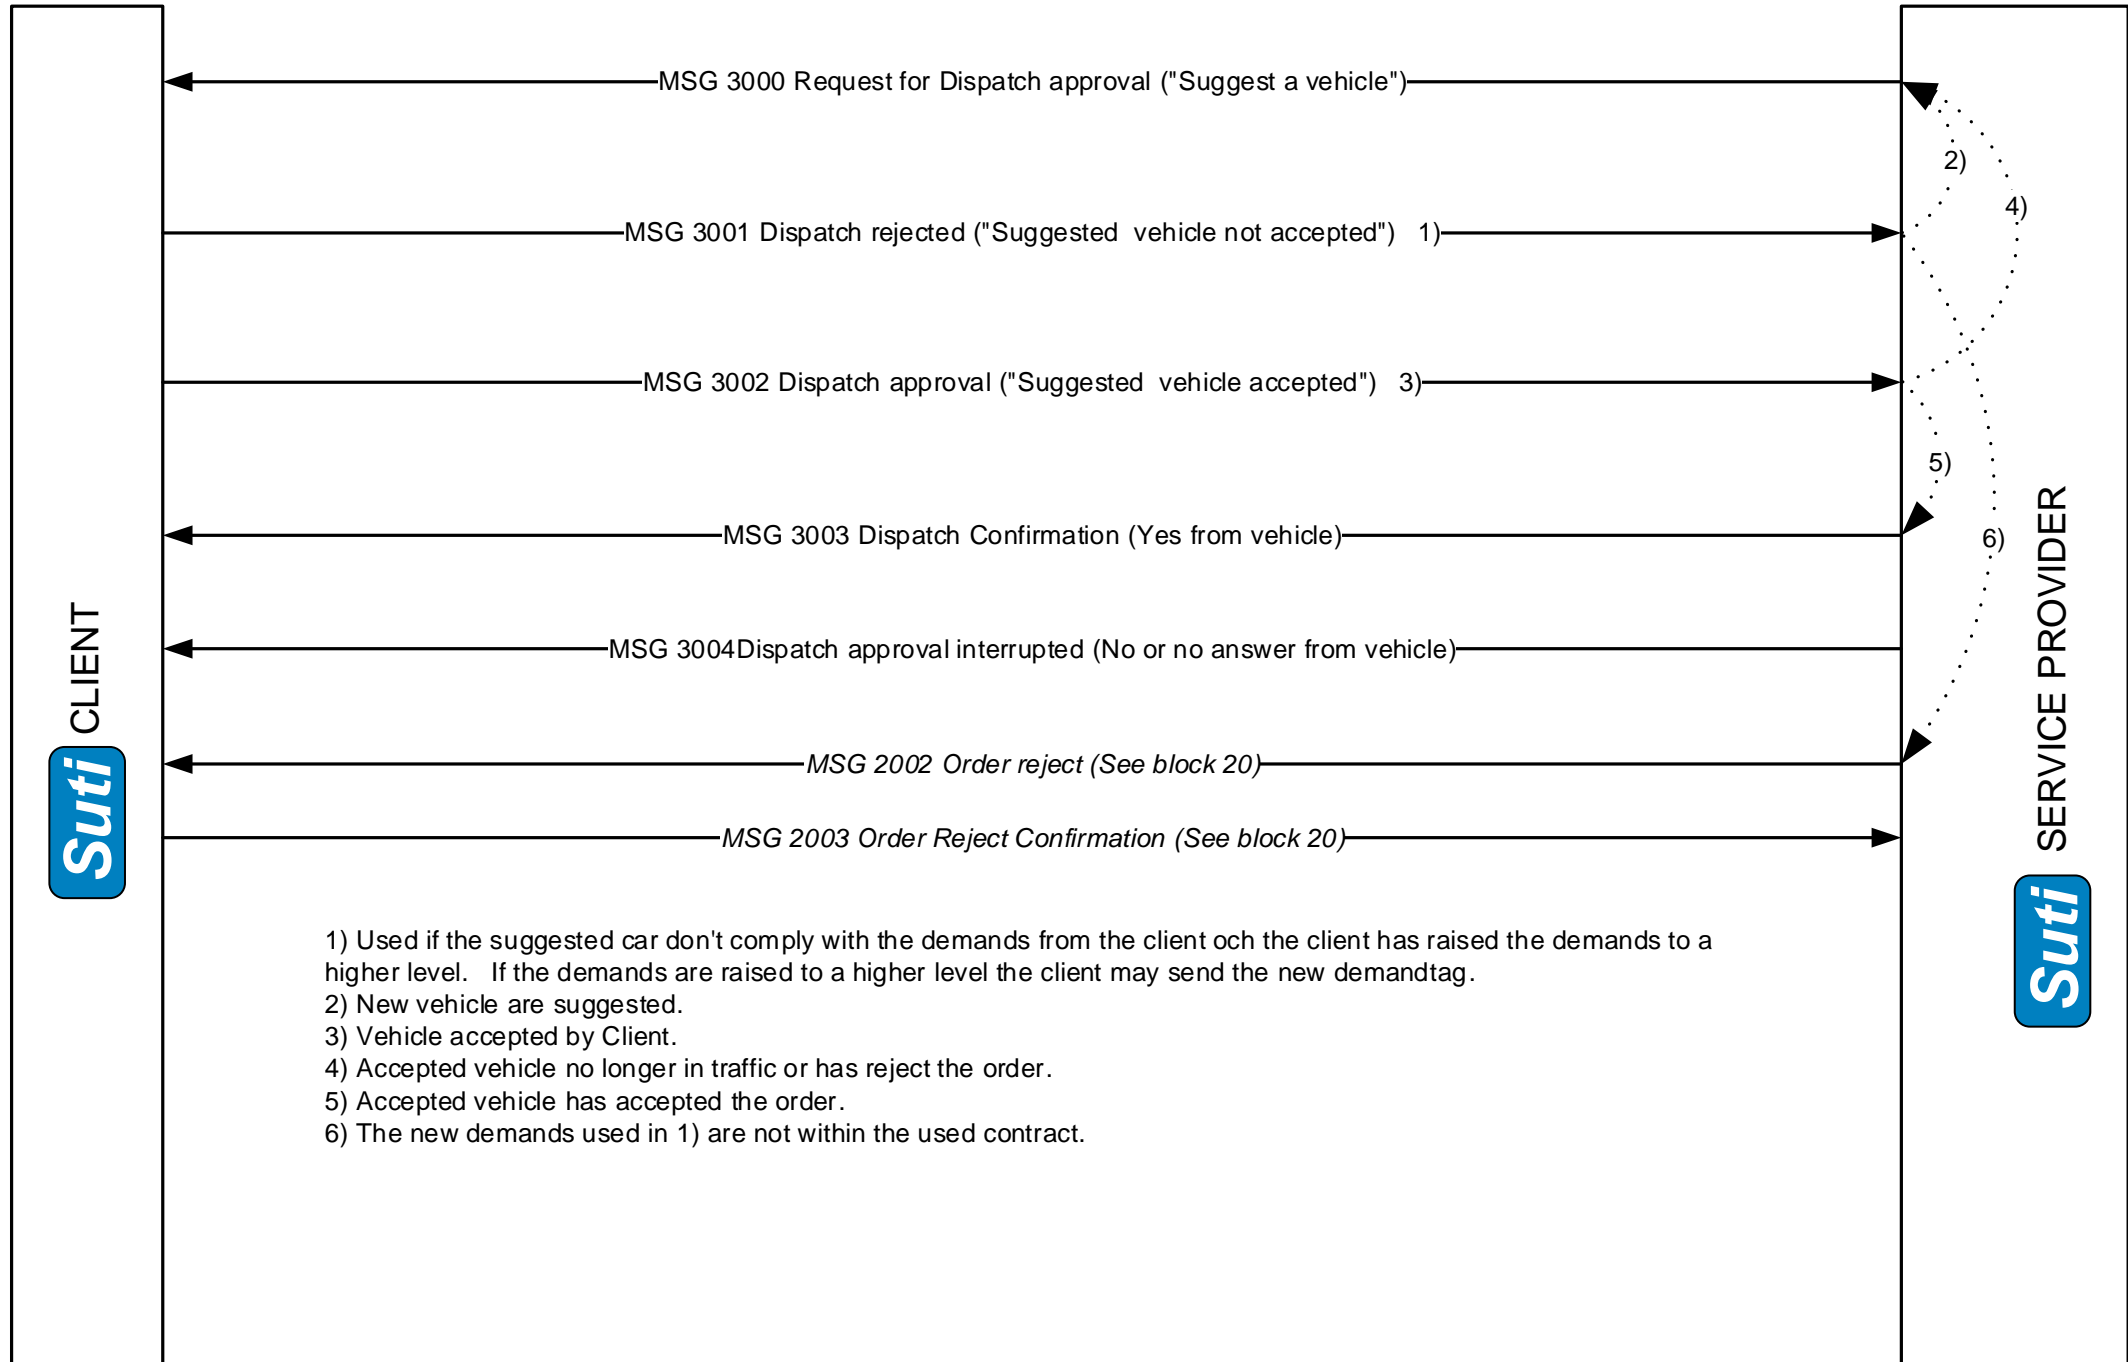 MSG 3000 Request for Dispatch approval ("Suggest a vehicle")
2)
4)
MSG 3001 Dispatch rejected ("Suggested vehicle not accepted") 1)
MSG 3002 Dispatch approval ("Suggested vehicle accepted") 3)
5)
MSG 3003 Dispatch Confirmation (Yes from vehicle)
6)
MSG 3004Dispatch approval interrupted (No or no answer from vehicle)
MSG 2002 Order reject (See block 20)
MSG 2003 Order Reject Confirmation (See block 20)
CLIENT
Suti
SERVICE PROVIDER
Suti
1) Used if the suggested car don't comply with the demands from the client och the client has raised the demands to a
higher level. If the demands are raised to a higher level the client may send the new demandtag.
2) New vehicle are suggested.
3) Vehicle accepted by Client.
4) Accepted vehicle no longer in traffic or has reject the order.
5) Accepted vehicle has accepted the order.
6) The new demands used in 1) are not within the used contract.